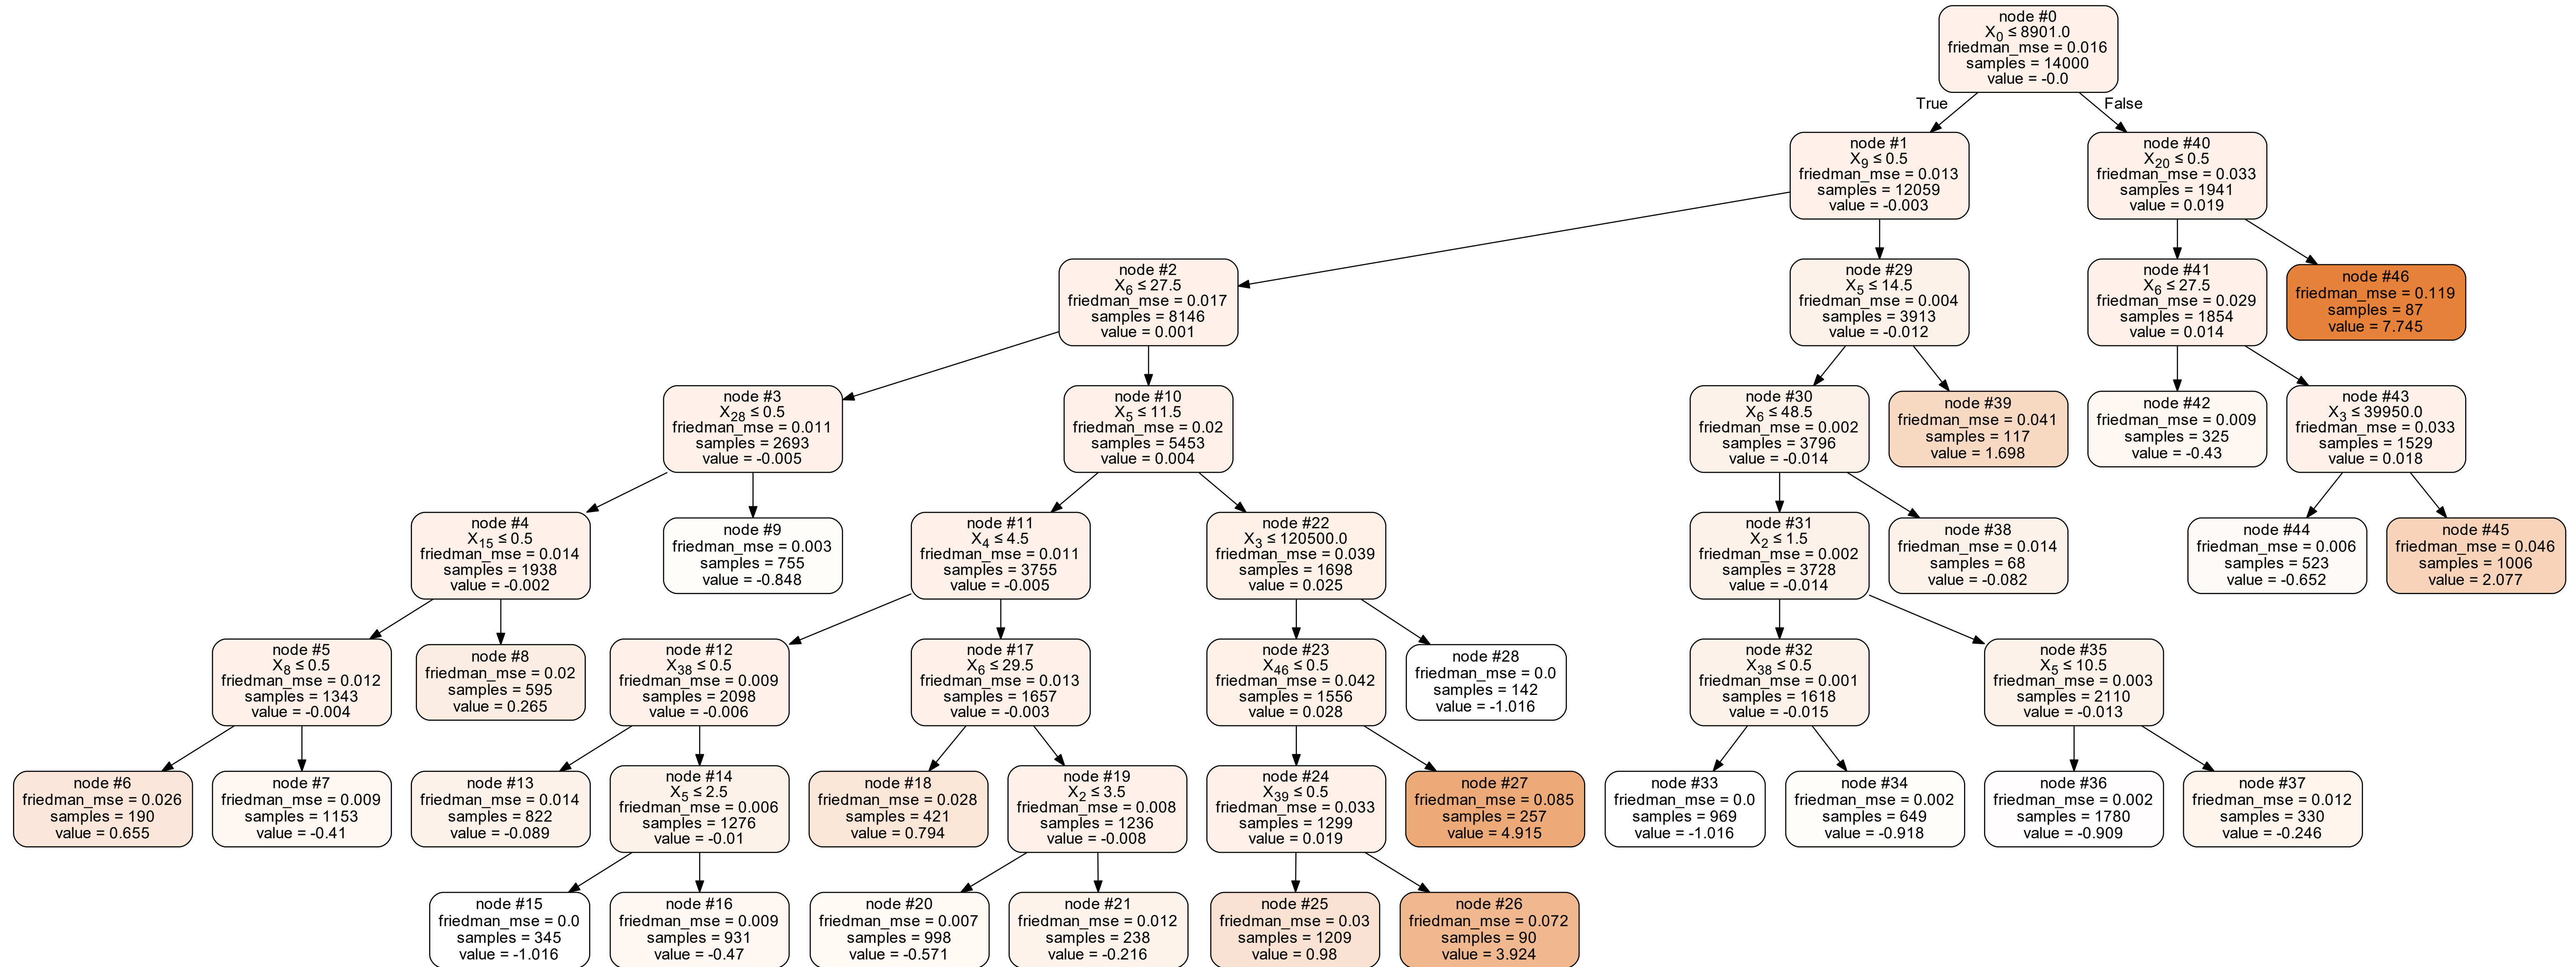 node #0
X0 ≤ 8901.0
friedman_mse = 0.016
samples = 14000
value = -0.0
True
False
node #1
X9 ≤ 0.5
friedman_mse = 0.013
samples = 12059
value = -0.003
node #40
X20 ≤ 0.5
friedman_mse = 0.033
samples = 1941
value = 0.019
node #2
X6 ≤ 27.5
friedman_mse = 0.017
samples = 8146
value = 0.001
node #29
X5 ≤ 14.5
friedman_mse = 0.004
samples = 3913
value = -0.012
node #41
X6 ≤ 27.5
friedman_mse = 0.029
samples = 1854
value = 0.014
node #46
friedman_mse = 0.119
samples = 87
value = 7.745
node #3
X28 ≤ 0.5
friedman_mse = 0.011
samples = 2693
value = -0.005
node #10
X5 ≤ 11.5
friedman_mse = 0.02
samples = 5453
value = 0.004
node #30
X6 ≤ 48.5
friedman_mse = 0.002
samples = 3796
value = -0.014
node #39
friedman_mse = 0.041
samples = 117
value = 1.698
node #42
friedman_mse = 0.009
samples = 325
value = -0.43
node #43
X3 ≤ 39950.0
friedman_mse = 0.033
samples = 1529
value = 0.018
node #4
X15 ≤ 0.5
friedman_mse = 0.014
samples = 1938
value = -0.002
node #9
friedman_mse = 0.003
samples = 755
value = -0.848
node #11
X4 ≤ 4.5
friedman_mse = 0.011
samples = 3755
value = -0.005
node #22
X3 ≤ 120500.0
friedman_mse = 0.039
samples = 1698
value = 0.025
node #31
X2 ≤ 1.5
friedman_mse = 0.002
samples = 3728
value = -0.014
node #38
friedman_mse = 0.014
samples = 68
value = -0.082
node #44
friedman_mse = 0.006
samples = 523
value = -0.652
node #45
friedman_mse = 0.046
samples = 1006
value = 2.077
node #5
X8 ≤ 0.5
friedman_mse = 0.012
samples = 1343
value = -0.004
node #8
friedman_mse = 0.02
samples = 595
value = 0.265
node #12
X38 ≤ 0.5
friedman_mse = 0.009
samples = 2098
value = -0.006
node #17
X6 ≤ 29.5
friedman_mse = 0.013
samples = 1657
value = -0.003
node #23
X46 ≤ 0.5
friedman_mse = 0.042
samples = 1556
value = 0.028
node #28
friedman_mse = 0.0
samples = 142
value = -1.016
node #32
X38 ≤ 0.5
friedman_mse = 0.001
samples = 1618
value = -0.015
node #35
X5 ≤ 10.5
friedman_mse = 0.003
samples = 2110
value = -0.013
node #6
friedman_mse = 0.026
samples = 190
value = 0.655
node #7
friedman_mse = 0.009
samples = 1153
value = -0.41
node #13
friedman_mse = 0.014
samples = 822
value = -0.089
node #14
X5 ≤ 2.5
friedman_mse = 0.006
samples = 1276
value = -0.01
node #18
friedman_mse = 0.028
samples = 421
value = 0.794
node #19
X2 ≤ 3.5
friedman_mse = 0.008
samples = 1236
value = -0.008
node #24
X39 ≤ 0.5
friedman_mse = 0.033
samples = 1299
value = 0.019
node #27
friedman_mse = 0.085
samples = 257
value = 4.915
node #33
friedman_mse = 0.0
samples = 969
value = -1.016
node #34
friedman_mse = 0.002
samples = 649
value = -0.918
node #36
friedman_mse = 0.002
samples = 1780
value = -0.909
node #37
friedman_mse = 0.012
samples = 330
value = -0.246
node #15
friedman_mse = 0.0
samples = 345
value = -1.016
node #16
friedman_mse = 0.009
samples = 931
value = -0.47
node #20
friedman_mse = 0.007
samples = 998
value = -0.571
node #21
friedman_mse = 0.012
samples = 238
value = -0.216
node #25
friedman_mse = 0.03
samples = 1209
value = 0.98
node #26
friedman_mse = 0.072
samples = 90
value = 3.924